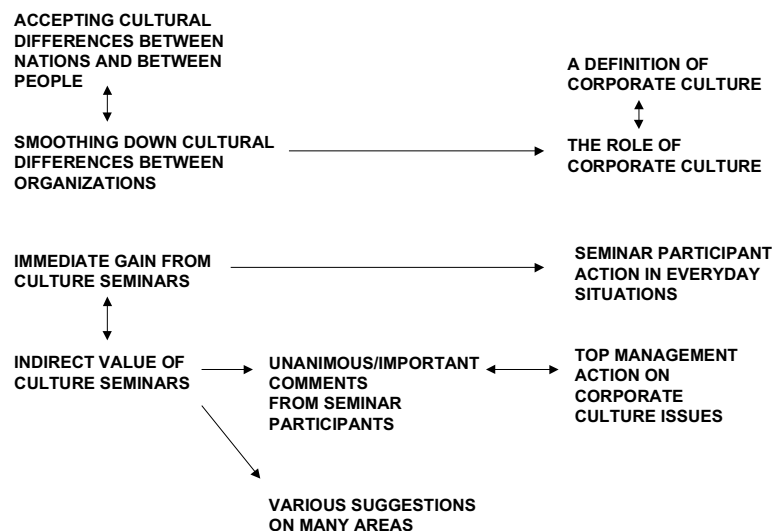 ACCEPTING CULTURAL
DIFFERENCES BETWEEN
NATIONS AND BETWEEN
PEOPLE
A DEFINITION OF
CORPORATE CULTURE
SMOOTHING DOWN CULTURAL
DIFFERENCES BETWEEN
ORGANIZATIONS
THE ROLE OF
CORPORATE CULTURE
IMMEDIATE GAIN FROM
CULTURE SEMINARS
SEMINAR PARTICIPANT
ACTION IN EVERYDAY
SITUATIONS
INDIRECT VALUE OF
CULTURE SEMINARS
UNANIMOUS/IMPORTANT
COMMENTS
FROM SEMINAR
PARTICIPANTS
TOP MANAGEMENT
ACTION ON
CORPORATE
CULTURE ISSUES
VARIOUS SUGGESTIONS
ON MANY AREAS